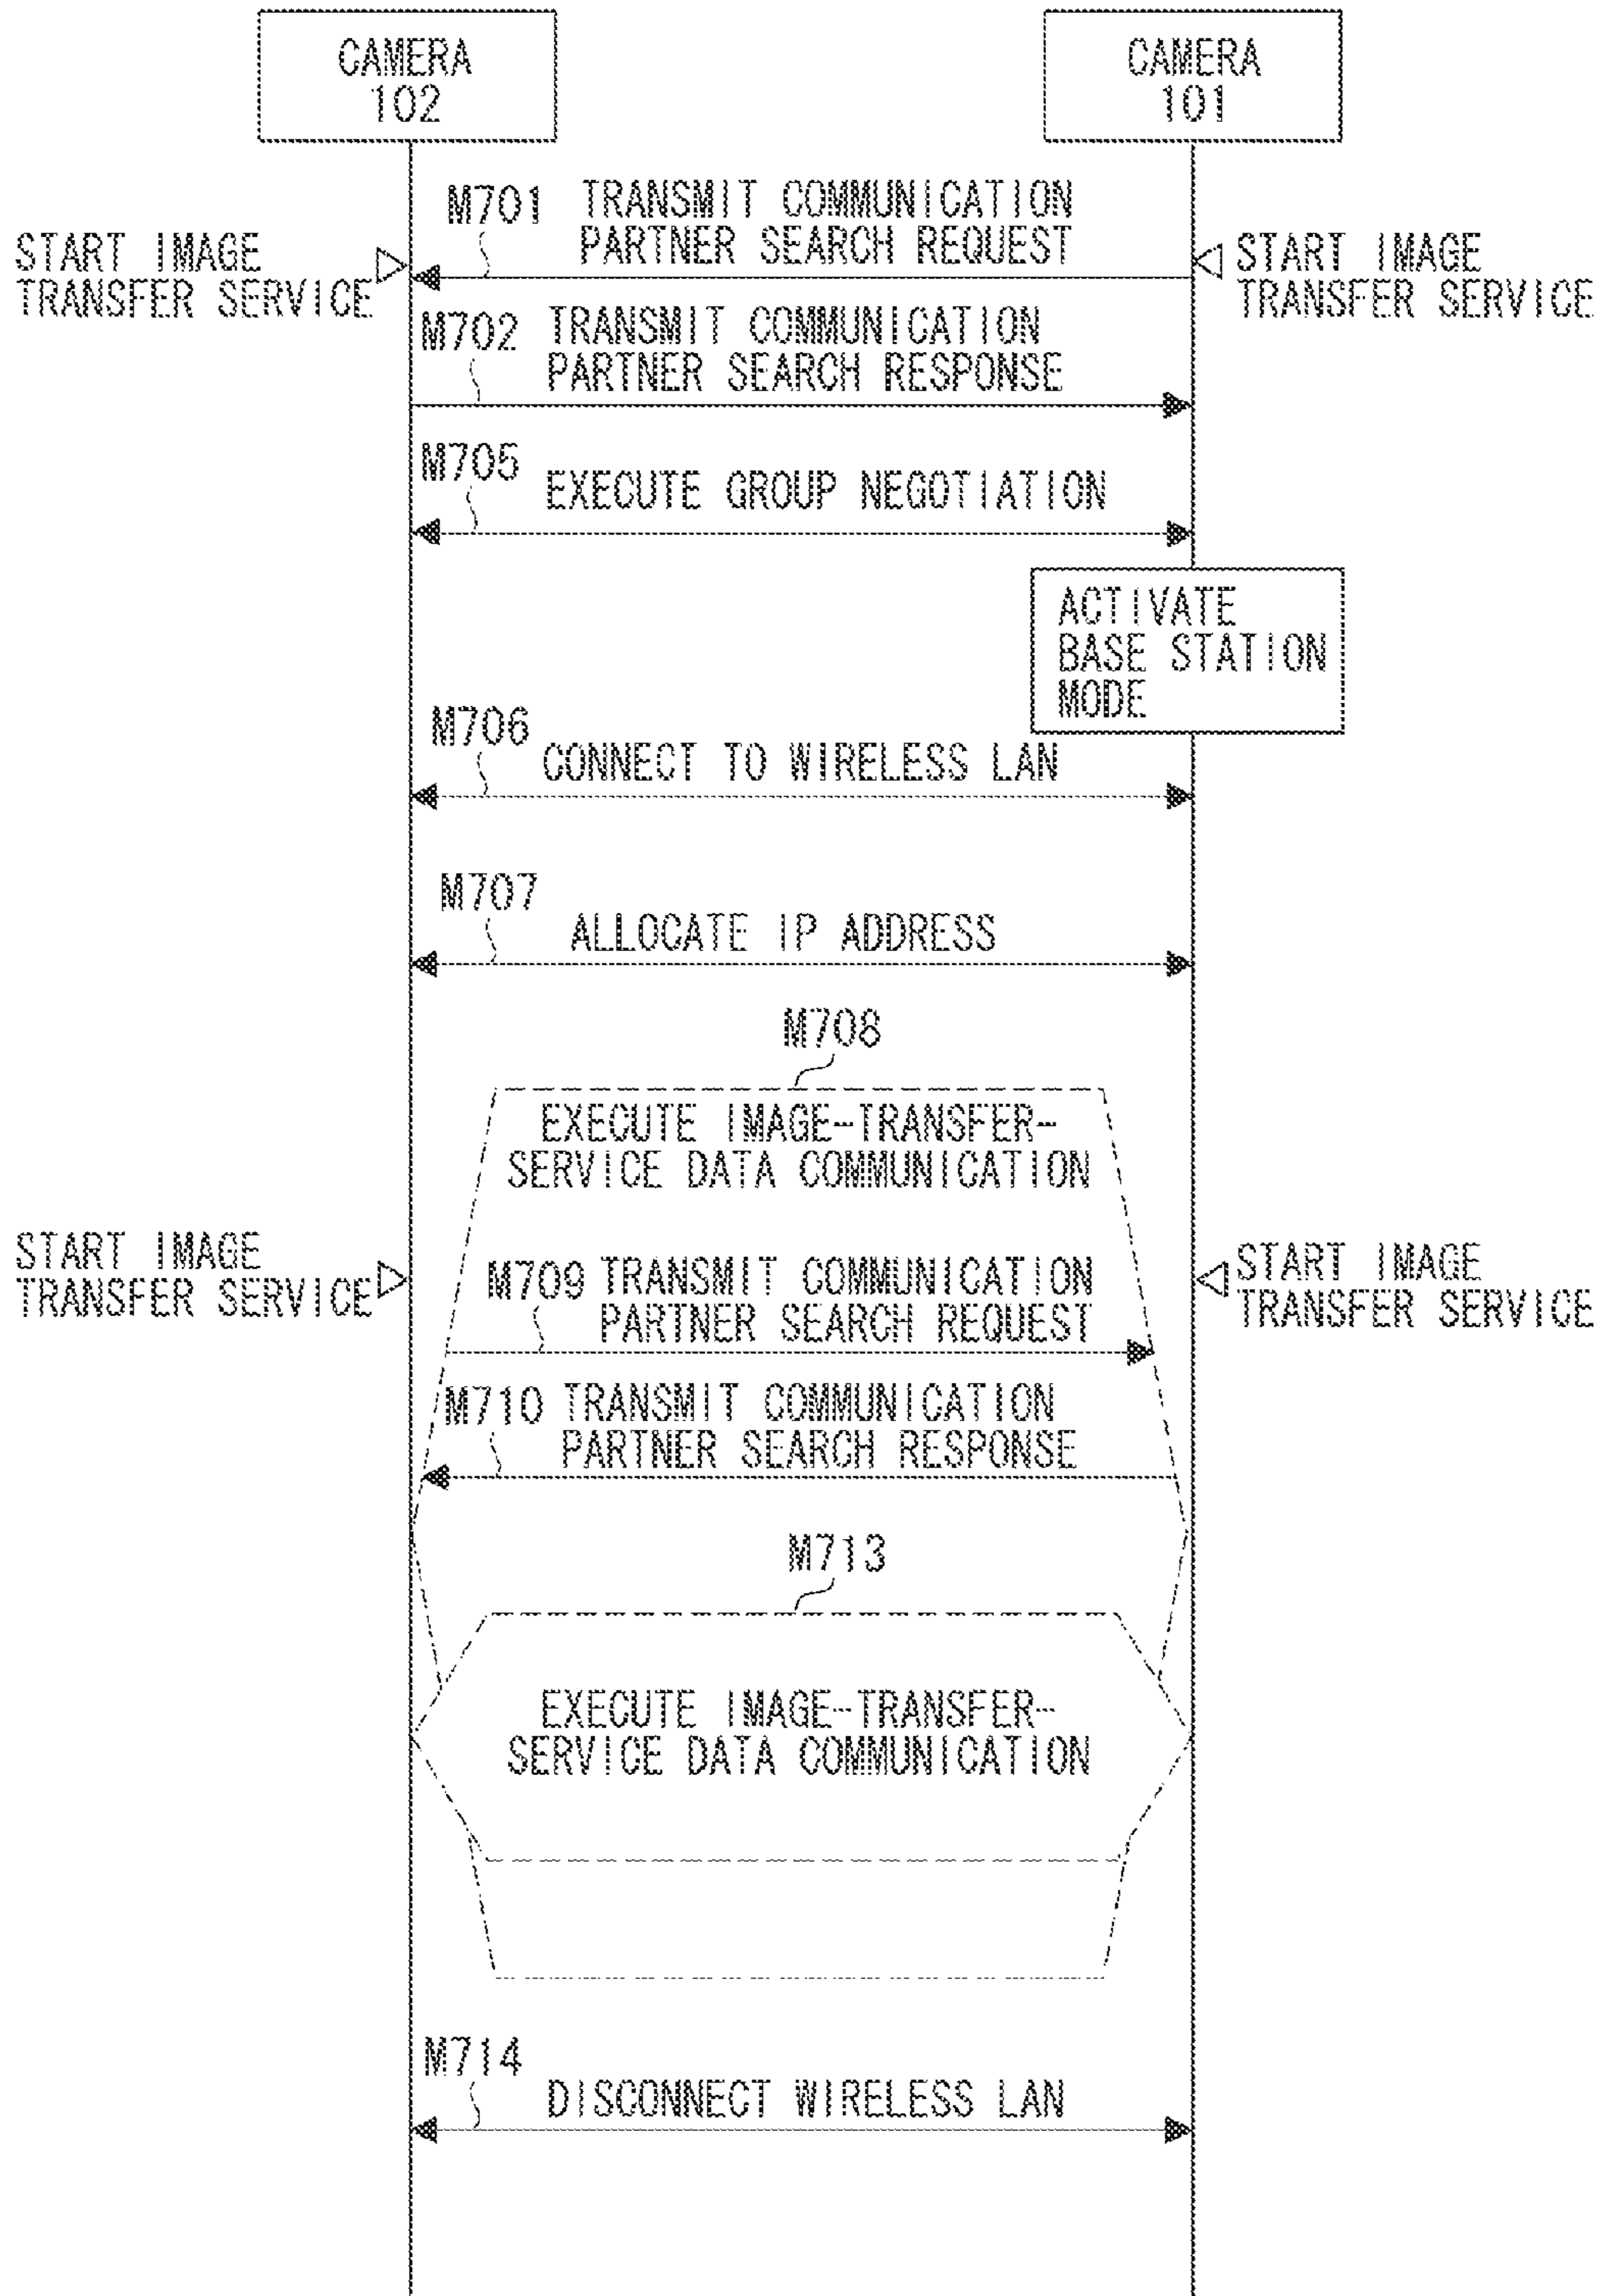 CAMERA
102
CAMERA
101
M701
TRANSMIT COMMUNICATION
PARTNER SEARCH REQUEST
START IMAGE
TRANSFER SERVICE
START IMAGE
TRANSFER SERVICE
M702
TRANSMIT COMMUNICATION
PARTNER SEARCH RESPONSE
M705
EXECUTE GROUP NEGOTIATION
ACTIVATE
BASE STATION
MODE
M706
CONNECT TO WIRELESS LAN
M707
ALLOCATE IP ADDRESS
M708
EXECUTE IMAGE-TRANSFER-
SERVICE DATA COMMUNICATION
START IMAGE
TRANSFER SERVICE
START IMAGE
TRANSFER SERVICE
M709
TRANSMIT COMMUNICATION
PARTNER SEARCH REQUEST
M710
TRANSMIT COMMUNICATION
PARTNER SEARCH RESPONSE
M713
EXECUTE IMAGE-TRANSFER-
SERVICE DATA COMMUNICATION
M714
DISCONNECT WIRELESS LAN